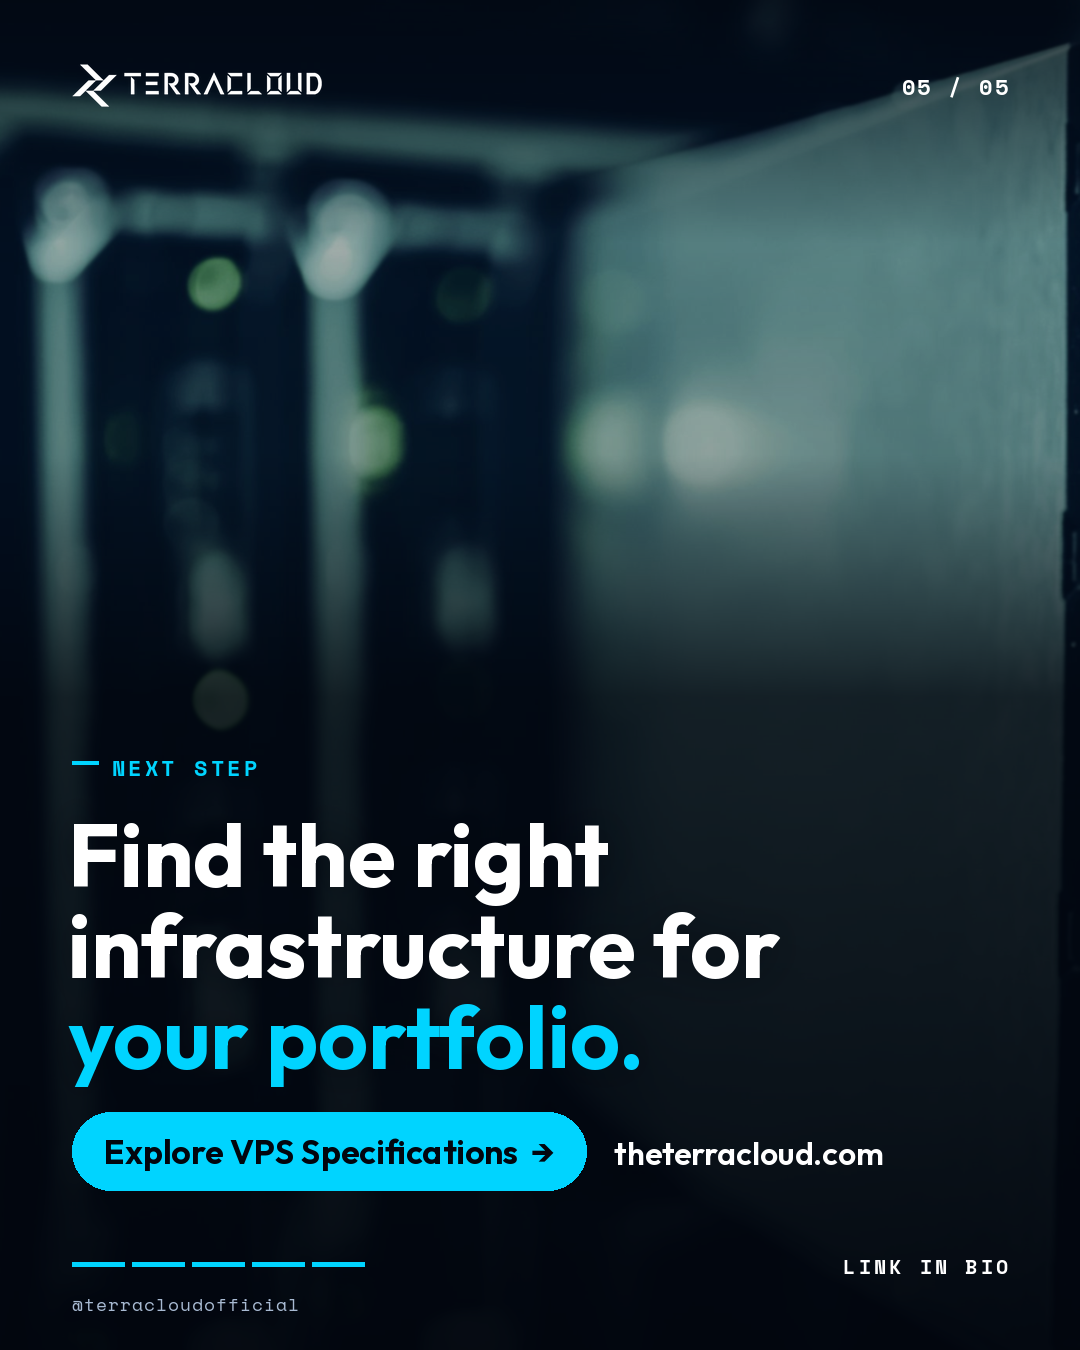 TERRACLOUD
05 / 05
NEXT STEP
Find the right
infrastructure for
your portfolio.
Explore VPS Specifications →
theterracloud.com
LINK IN BIO
@terracloudofficial